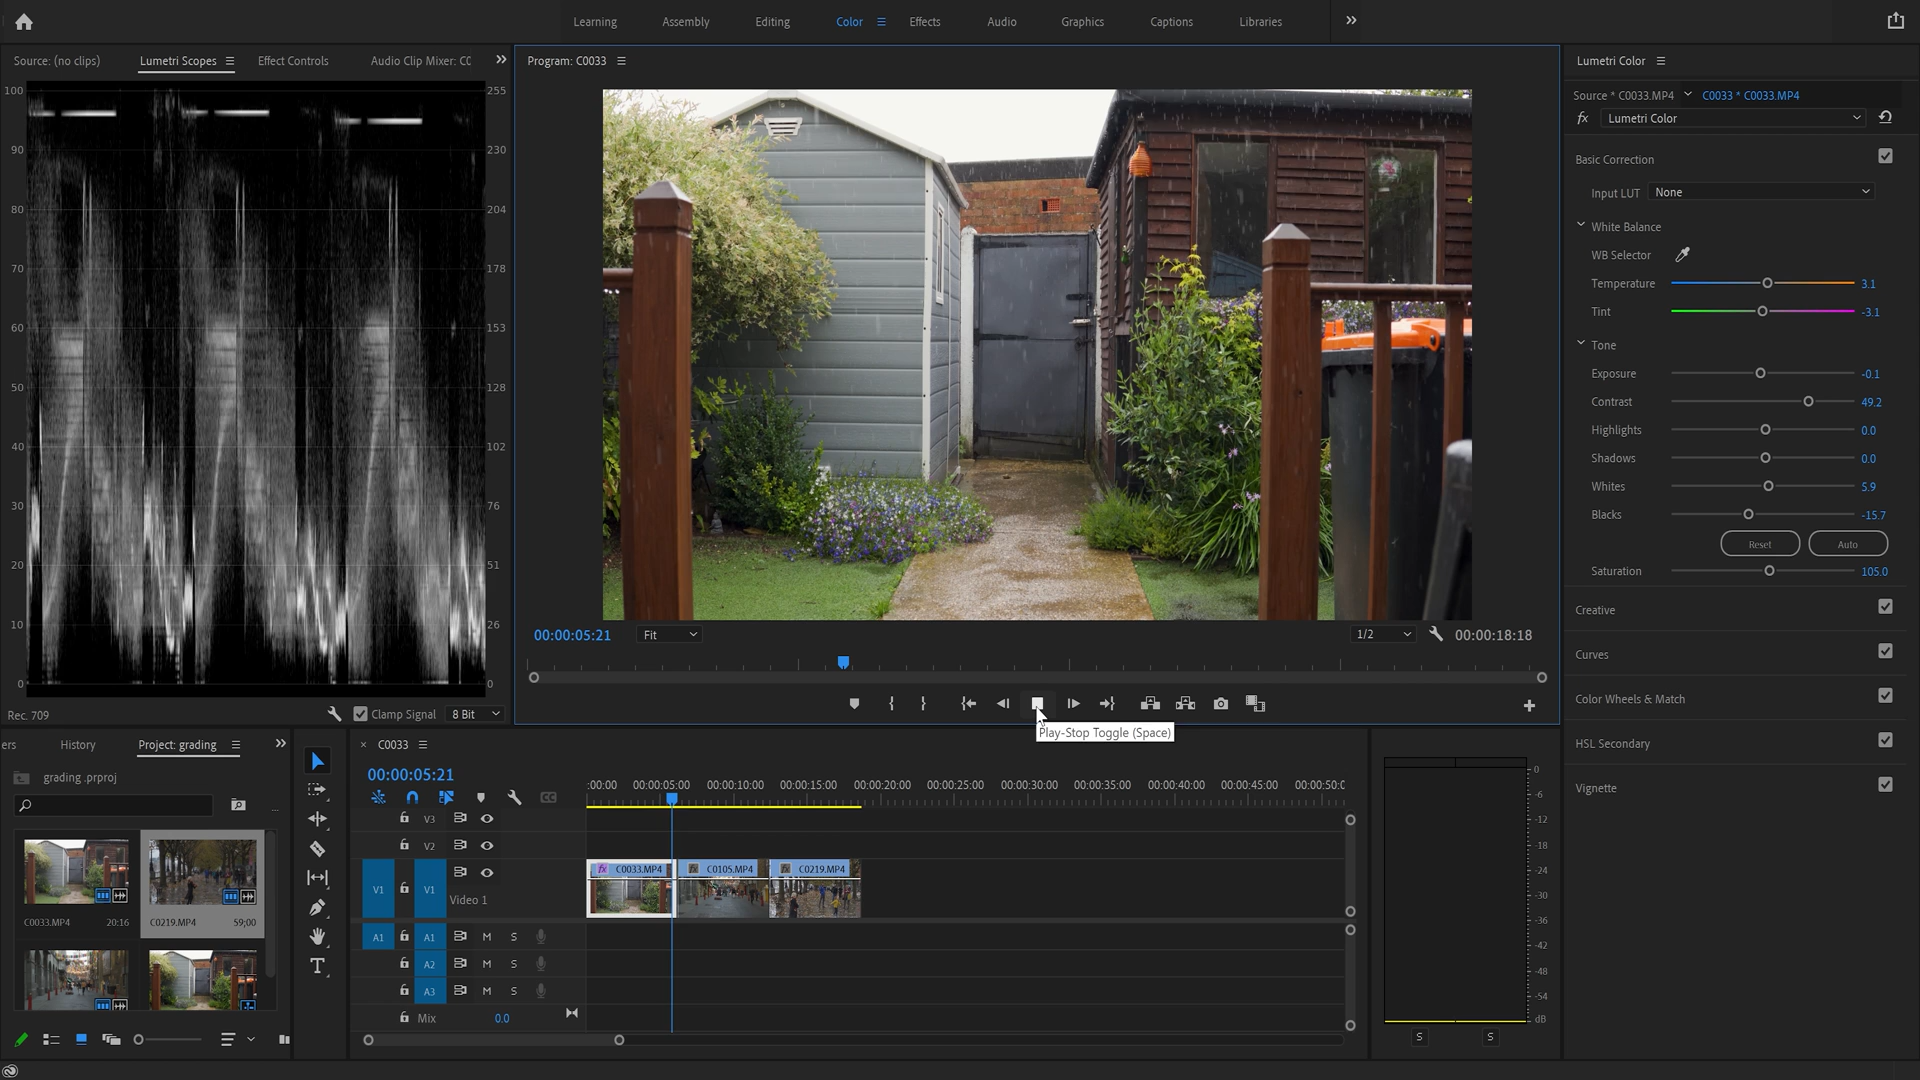 Learning Assembly Editing Color Effects Audio Graphics Captions Libraries
Source: (no clips) Lumetri Scopes Effect Controls Audio Clip Mixer: C0
Program: C0033
Lumetri Color
Source * C0033.MP4 C0033 * C0033.MP4
fx Lumetri Color
Basic Correction
Input LUT None
White Balance
WB Selector
Temperature 3.1
Tint -3.1
Tone
Exposure -0.1
Contrast 49.2
Highlights 0.0
Shadows 0.0
Whites 5.9
Blacks -15.7
Reset Auto
Saturation 105.0
Creative
Curves
Color Wheels & Match
HSL Secondary
Vignette
100 255
90 230
80 204
70 178
60 153
50 128
40 102
30 76
20 51
10 26
0 0
Rec. 709 Clamp Signal 8 Bit
00:00:05:21 Fit 1/2 00:00:18:18
Play-Stop Toggle (Space)
ers History Project: grading
grading .prproj
C0033.MP4 20:16 C0219.MP4 59;00
C0033
00:00:05:21
:00:00 00:00:05:00 00:00:10:00 00:00:15:00 00:00:20:00 00:00:25:00 00:00:30:00 00:00:35:00 00:00:40:00 00:00:45:00 00:00:50:0
CC
V3
V2
V1 V1 Video 1
fx C0033.MP4 fx C0105.MP4 fx C0219.MP4
A1 A1 M S
A2 M S
A3 M S
Mix 0.0
0
-6
-12
-18
-24
-30
-36
-42
-48
-54
dB
S S